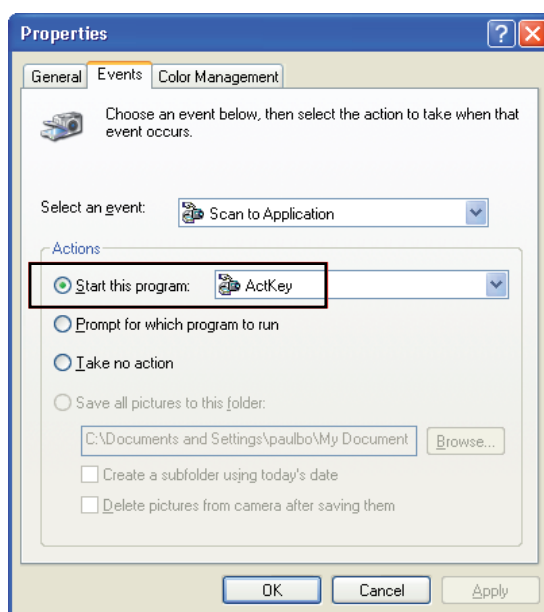 Properties
General Events Color Management
Choose an event below, then select the action to take when that
event occurs.
Select an event: Scan to Application
Actions
Start this program: ActKey
Prompt for which program to run
Take no action
Save all pictures to this folder:
C:\Documents and Settings\paulbo\My Document Browse...
Create a subfolder using today's date
Delete pictures from camera after saving them
OK Cancel Apply